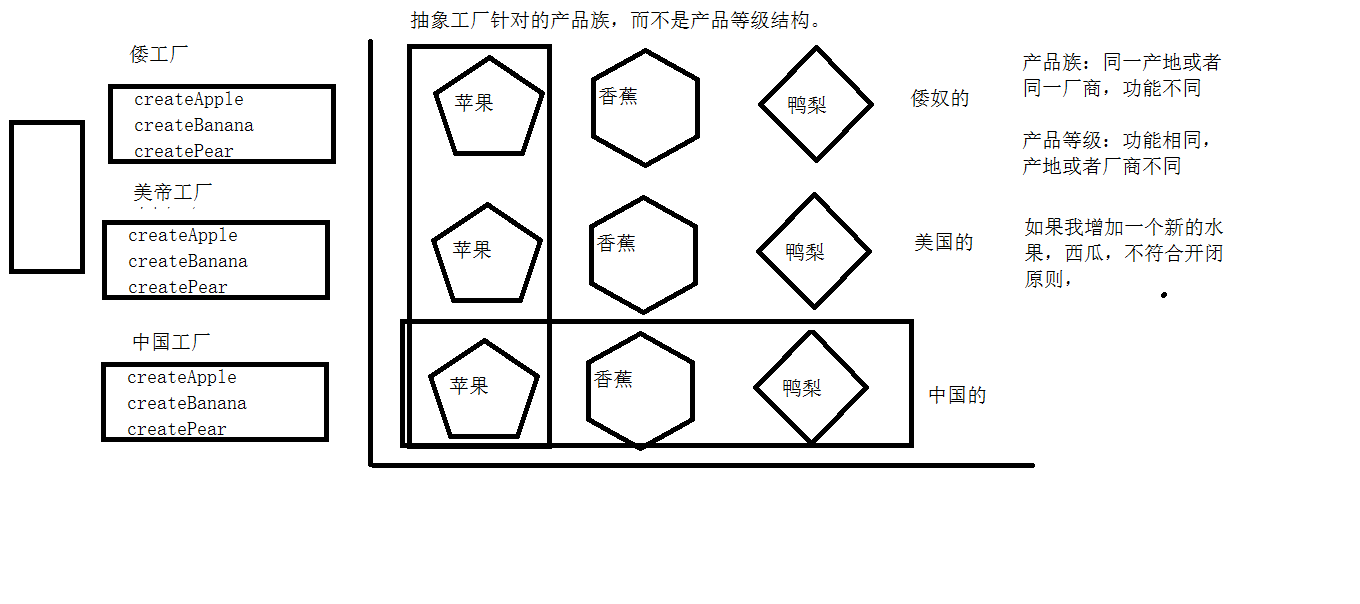 抽象工厂针对的产品族，而不是产品等级结构。
倭工厂
createApple
createBanana
createPear
美帝工厂
createApple
createBanana
createPear
中国工厂
createApple
createBanana
createPear
苹果
香蕉
鸭梨
倭奴的
苹果
香蕉
鸭梨
美国的
苹果
香蕉
鸭梨
中国的
产品族：同一产地或者
同一厂商，功能不同
产品等级：功能相同，
产地或者厂商不同
如果我增加一个新的水
果，西瓜，不符合开闭
原则，